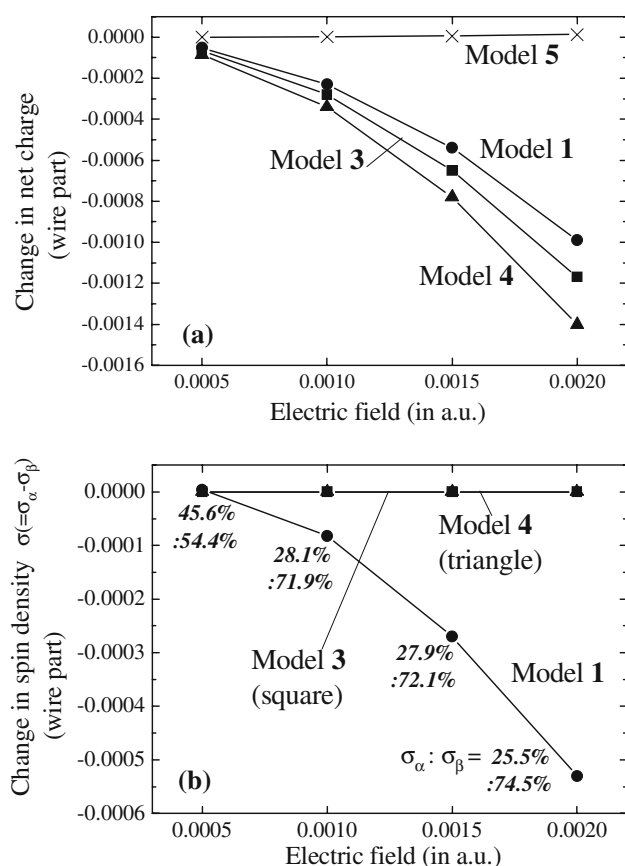 0.0000
-0.0002
-0.0004
-0.0006
-0.0008
-0.0010
-0.0012
-0.0014
-0.0016
Change in net charge
(wire part)
Model 5
Model 1
Model 3
Model 4
(a)
0.0005 0.0010 0.0015 0.0020
Electric field (in a.u.)
0.0000
-0.0001
-0.0002
-0.0003
-0.0004
-0.0005
-0.0006
Change in spin density σ(=σα-σβ)
(wire part)
45.6%
:54.4%
28.1%
:71.9%
Model 4
(triangle)
Model 3
(square)
27.9%
:72.1%
Model 1
σα : σβ = 25.5%
:74.5%
(b)
0.0005 0.0010 0.0015 0.0020
Electric field (in a.u.)